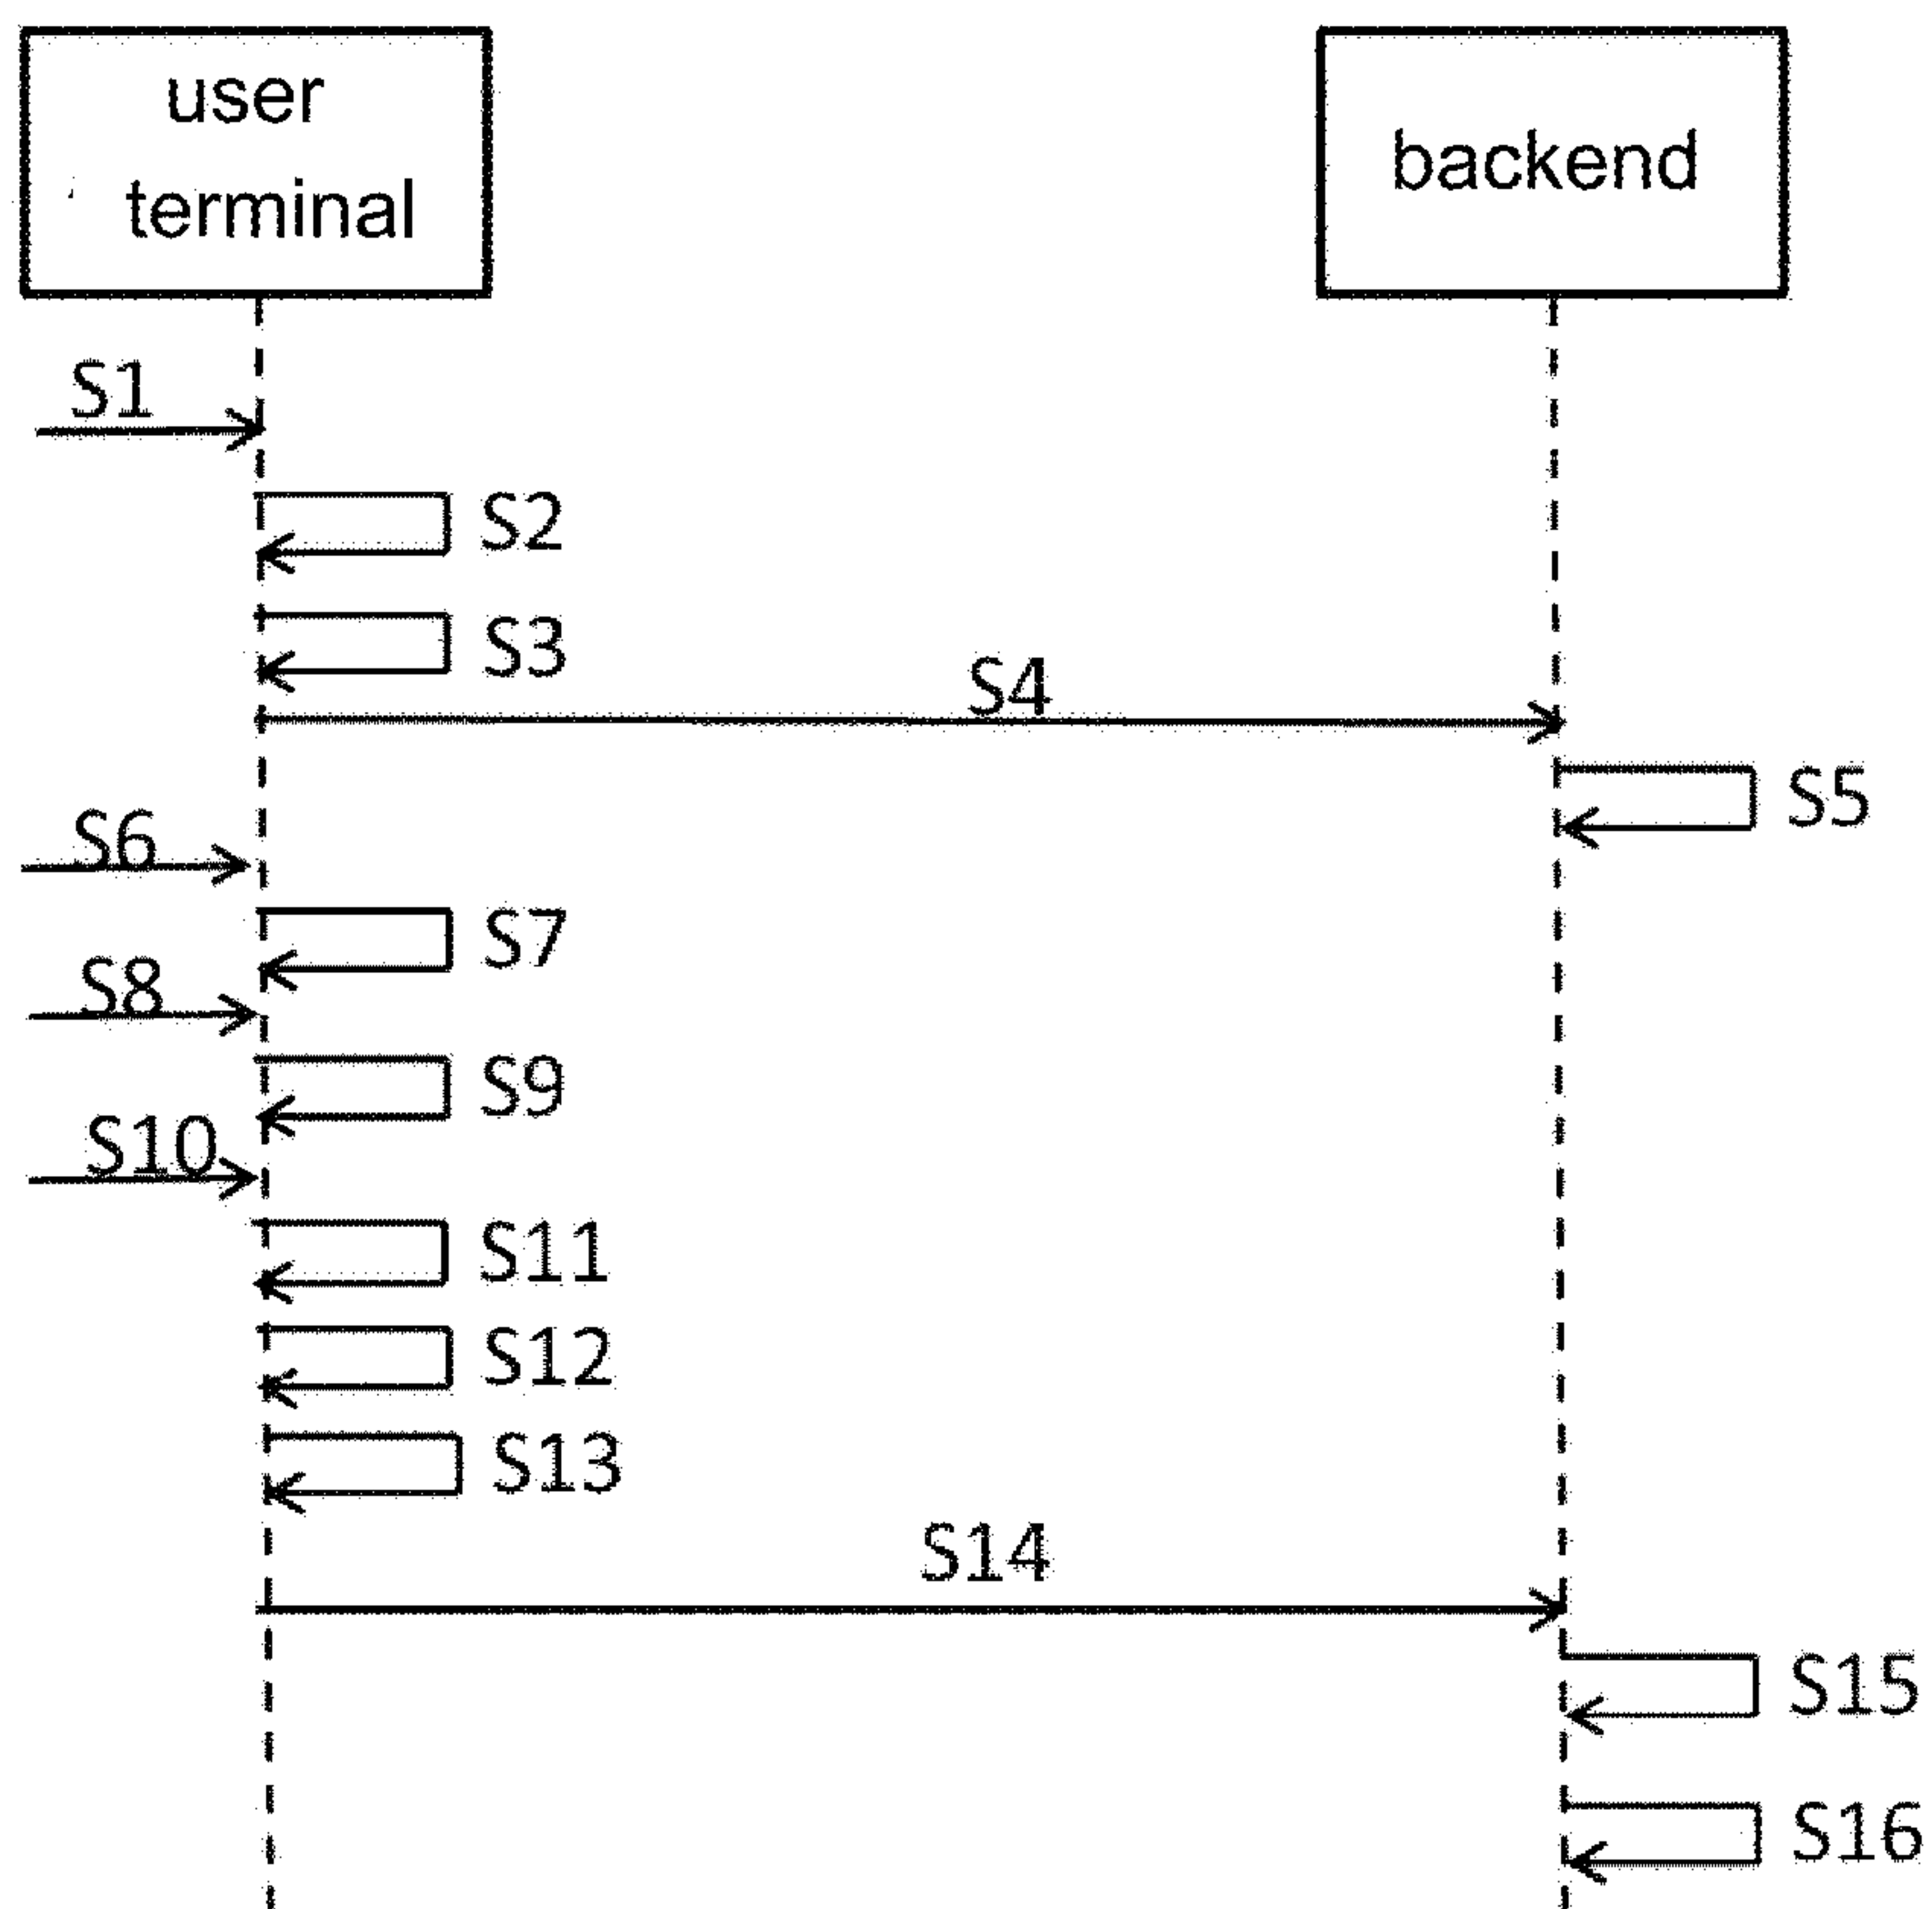 user
terminal
backend
S1
S2
S3
S4
S5
S6
S7
S8
S9
S10
S11
S12
S13
S14
S15
S16